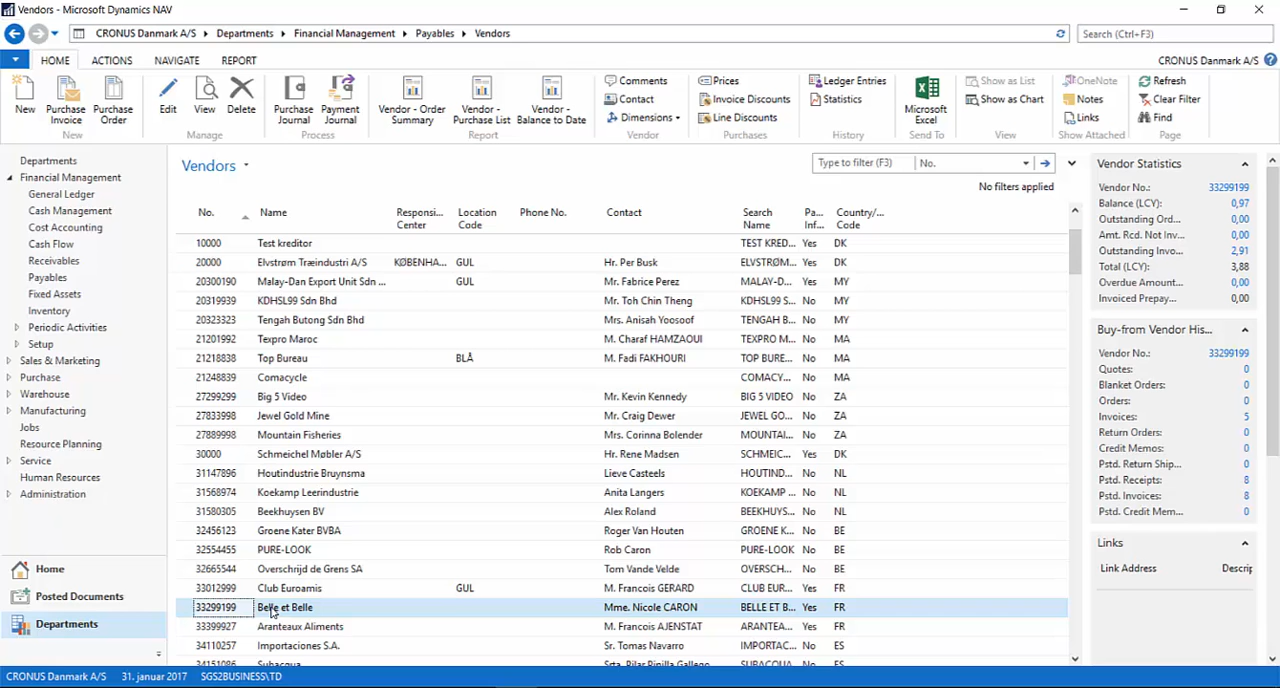 Vendors - Microsoft Dynamics NAV
CRONUS Danmark A/S Departments Financial Management Payables Vendors
Search (Ctrl+F3)
HOME ACTIONS NAVIGATE REPORT
CRONUS Danmark A/S
New
Purchase Invoice
Purchase Order
New
Edit
View
Delete
Manage
Purchase Journal
Payment Journal
Process
Vendor - Order Summary
Vendor - Purchase List
Vendor - Balance to Date
Report
Comments
Contact
Dimensions
Vendor
Prices
Invoice Discounts
Line Discounts
Purchases
Ledger Entries
Statistics
History
Microsoft Excel
Send To
Show as List
Show as Chart
View
OneNote
Notes
Links
Show Attached
Refresh
Clear Filter
Find
Page
Departments
Financial Management
General Ledger
Cash Management
Cost Accounting
Cash Flow
Receivables
Payables
Fixed Assets
Inventory
Periodic Activities
Setup
Sales & Marketing
Purchase
Warehouse
Manufacturing
Jobs
Resource Planning
Service
Human Resources
Administration
Home
Posted Documents
Departments
Vendors
Type to filter (F3) No.
No filters applied
No. Name Responsi... Center Location Code Phone No. Contact Search Name Pa... Inf... Country/... Code
10000 Test kreditor TEST KRED... Yes DK
20000 Elvstrøm Træindustri A/S KØBENHA... GUL Hr. Per Busk ELVSTRØM... Yes DK
20300190 Malay-Dan Export Unit Sdn ... GUL Mr. Fabrice Perez MALAY-D... Yes MY
20319939 KDHSL99 Sdn Bhd Mr. Toh Chin Theng KDHSL99 S... No MY
20323323 Tengah Butong Sdn Bhd Mrs. Anisah Yoosoof TENGAH B... No MY
21201992 Texpro Maroc M. Charaf HAMZAOUI TEXPRO M... No MA
21218838 Top Bureau BLÅ M. Fadi FAKHOURI TOP BURE... No MA
21248839 Comacycle COMACY... No MA
27299299 Big 5 Video Mr. Kevin Kennedy BIG 5 VIDEO No ZA
27833998 Jewel Gold Mine Mr. Craig Dewer JEWEL GO... No ZA
27889998 Mountain Fisheries Mrs. Corinna Bolender MOUNTAI... No ZA
30000 Schmeichel Møbler A/S Hr. Rene Madsen SCHMEIC... Yes DK
31147896 Houtindustrie Bruynsma Lieve Casteels HOUTIND... No NL
31568974 Koekamp Leerindustrie Anita Langers KOEKAMP ... No NL
31580305 Beekhuysen BV Alex Roland BEEKHUYS... No NL
32456123 Groene Kater BVBA Roger Van Houten GROENE K... No BE
32554455 PURE-LOOK Rob Caron PURE-LOOK No BE
32665544 Overschrijd de Grens SA Tom Vande Velde OVERSCH... No BE
33012999 Club Euroamis GUL M. Francois GERARD CLUB EUR... Yes FR
33299199 Belle et Belle Mme. Nicole CARON BELLE ET B... Yes FR
33399927 Aranteaux Aliments M. Francois AJENSTAT ARANTEA... Yes FR
34110257 Importaciones S.A. Sr. Tomas Navarro IMPORTAC... No ES
34151086 Subacqua Srta. Pilar Pinilla Gallego SUBACQUA No ES
Vendor Statistics
Vendor No.: 33299199
Balance (LCY): 0,97
Outstanding Ord... 0,00
Amt. Rcd. Not Inv... 0,00
Outstanding Invo... 2,91
Total (LCY): 3,88
Overdue Amount... 0,00
Invoiced Prepay... 0,00
Buy-from Vendor His...
Vendor No.: 33299199
Quotes: 0
Blanket Orders: 0
Orders: 0
Invoices: 5
Return Orders: 0
Credit Memos: 0
Pstd. Return Ship... 0
Pstd. Receipts: 8
Pstd. Invoices: 8
Pstd. Credit Mem... 0
Links
Link Address Descrip
CRONUS Danmark A/S 31. januar 2017 SGS2BUSINESS\TD